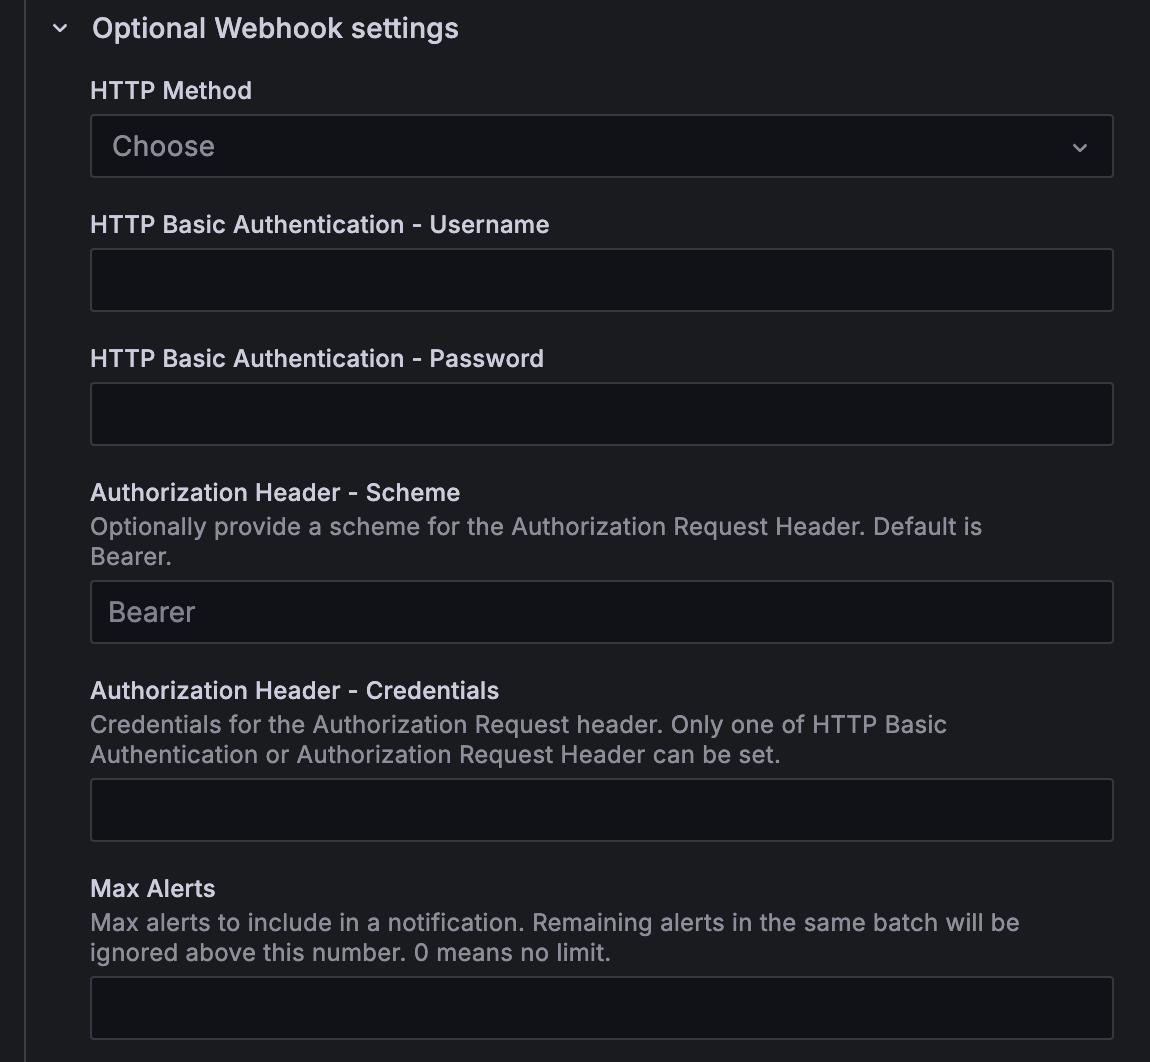 Optional Webhook settings
HTTP Method
Choose
HTTP Basic Authentication - Username
HTTP Basic Authentication - Password
Authorization Header - Scheme
Optionally provide a scheme for the Authorization Request Header. Default is
Bearer.
Bearer
Authorization Header - Credentials
Credentials for the Authorization Request header. Only one of HTTP Basic
Authentication or Authorization Request Header can be set.
Max Alerts
Max alerts to include in a notification. Remaining alerts in the same batch will be
ignored above this number. 0 means no limit.